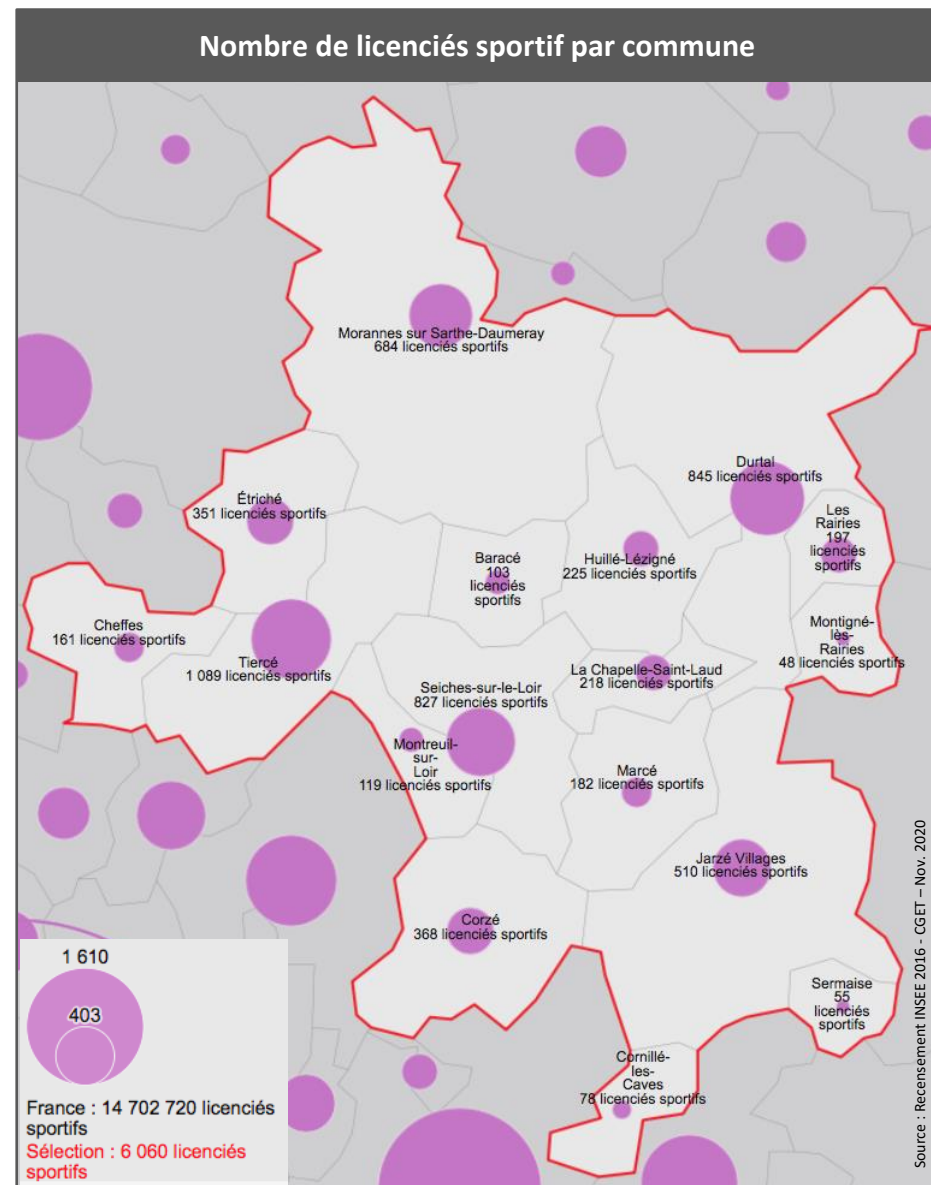 Nombre de licenciés sportif par commune
Morannes sur Sarthe-Daumeray
684 licenciés sportifs
Durtal
845 licenciés sportifs
Étriché
351 licenciés sportifs
Les
Rairies
197
licenciés
sportifs
Baracé
103
licenciés
sportifs
Huillé-Lézigné
225 licenciés sportifs
Cheffes
161 licenciés sportifs
Tiercé
1 089 licenciés sportifs
Montigné-
lès-
Rairies
48 licenciés sportifs
La Chapelle-Saint-Laud
218 licenciés sportifs
Seiches-sur-le-Loir
827 licenciés sportifs
Montreuil-
sur-
Loir
119 licenciés sportifs
Marcé
182 licenciés sportifs
Jarzé Villages
510 licenciés sportifs
Corzé
368 licenciés sportifs
Sermaise
55
licenciés
sportifs
Cornillé-
les-
Caves
78 licenciés sportifs
1 610
403
France : 14 702 720 licenciés
sportifs
Sélection : 6 060 licenciés
sportifs
Source : Recensement INSEE 2016 - CGET – Nov. 2020